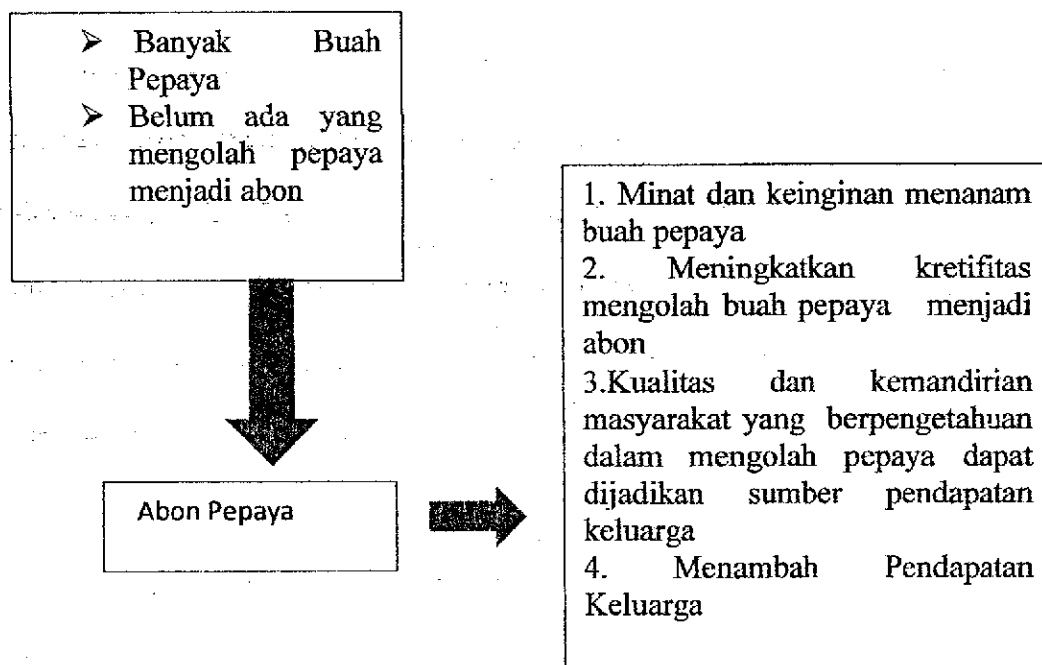 ➤ Banyak Buah
Pepaya
➤ Belum ada yang
mengolah pepaya
menjadi abon
Abon Pepaya
1. Minat dan keinginan menanam
buah pepaya
2. Meningkatkan kretifitas
mengolah buah pepaya menjadi
abon
3.Kualitas dan kemandirian
masyarakat yang berpengetahuan
dalam mengolah pepaya dapat
dijadikan sumber pendapatan
keluarga
4. Menambah Pendapatan
Keluarga